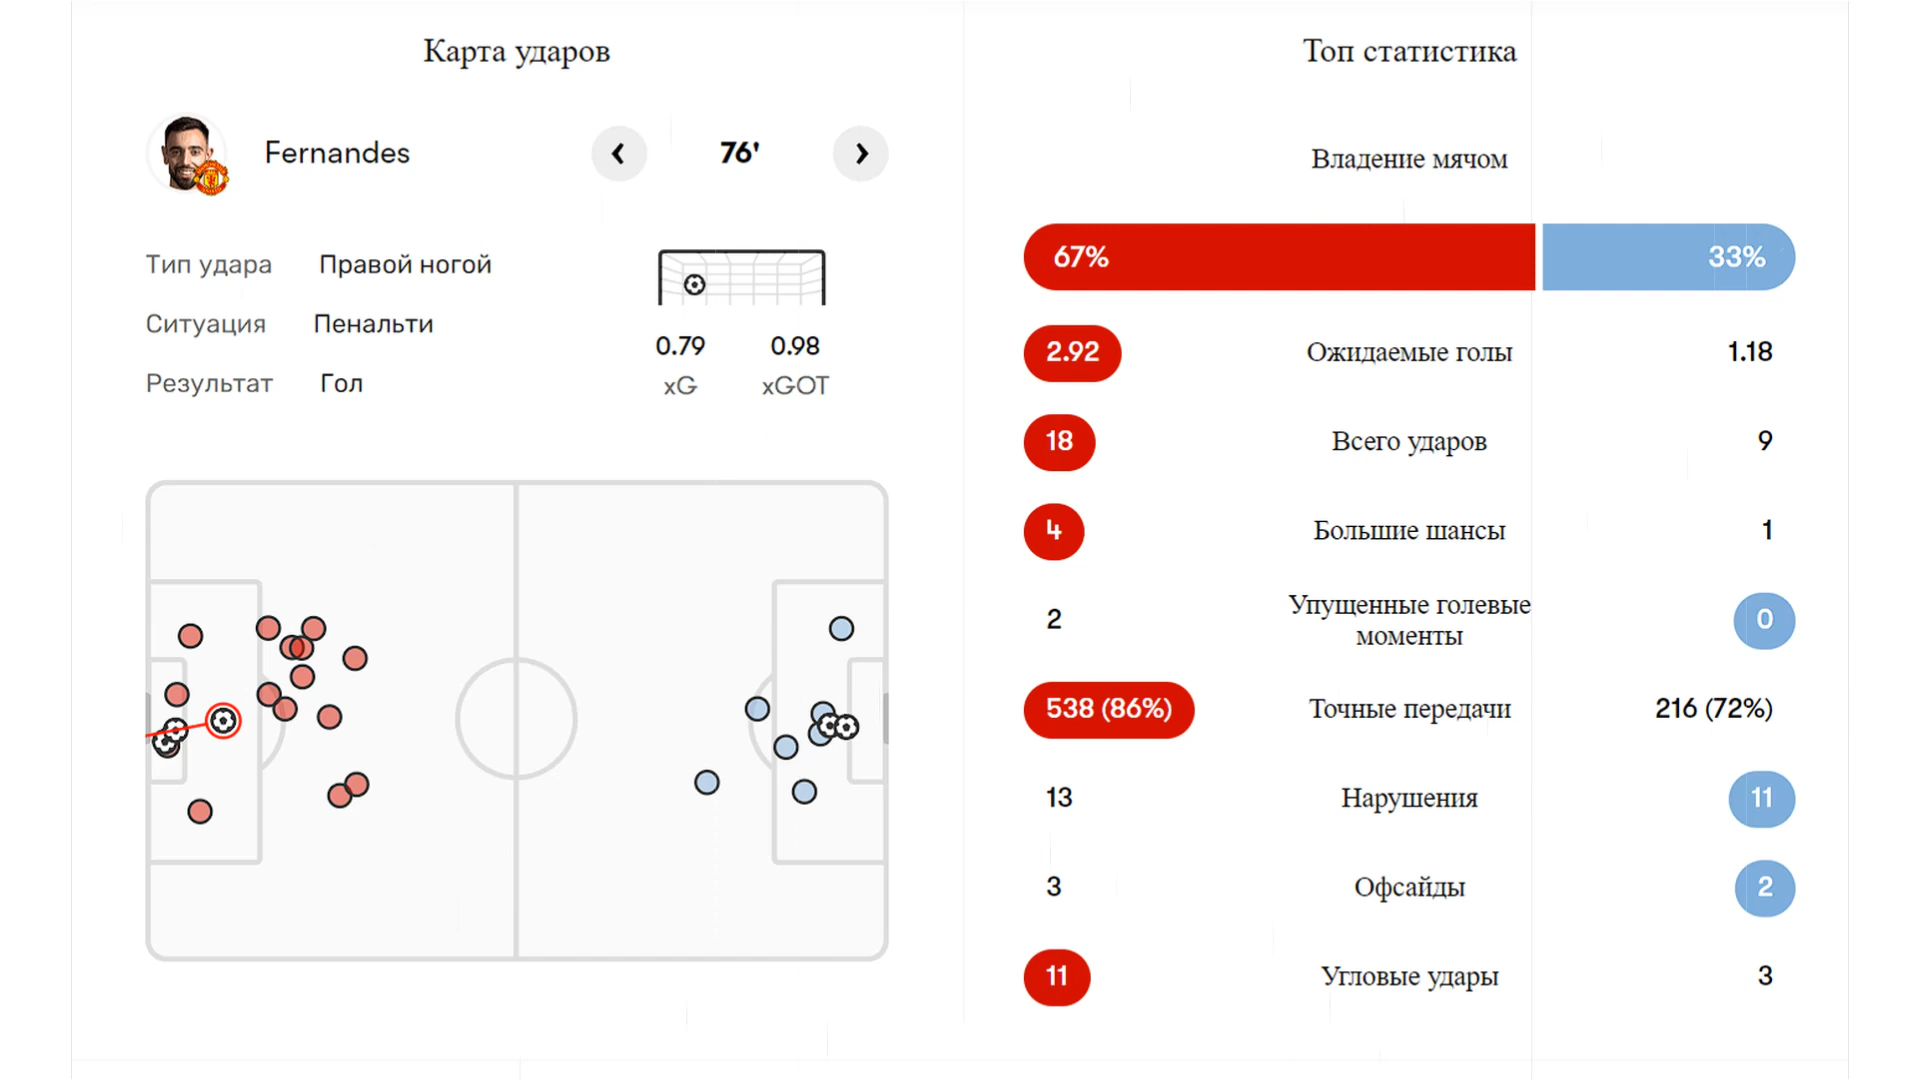 Карта ударов
Fernandes
76'
Тип удара Правой ногой
Ситуация Пенальти
Результат Гол
0.79 0.98
xG xGOT
Топ статистика
Владение мячом
67% 33%
2.92 Ожидаемые голы 1.18
18 Всего ударов 9
4 Большие шансы 1
2 Упущенные голевые моменты 0
538 (86%) Точные передачи 216 (72%)
13 Нарушения 11
3 Офсайды 2
11 Угловые удары 3